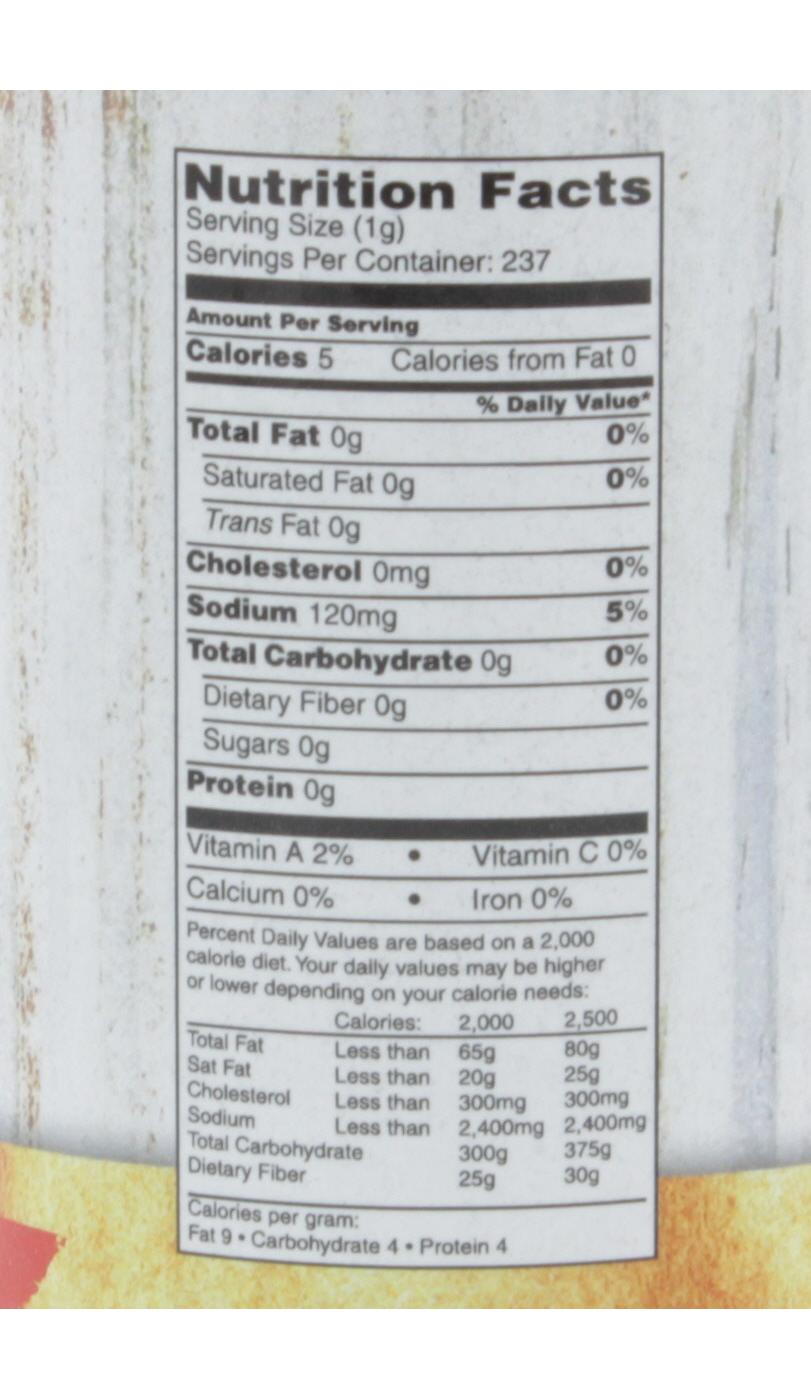 Nutrition Facts
Serving Size (1g)
Servings Per Container: 237
Amount Per Serving
Calories 5 Calories from Fat 0
% Daily Value*
Total Fat 0g 0%
Saturated Fat 0g 0%
Trans Fat 0g
Cholesterol 0mg 0%
Sodium 120mg 5%
Total Carbohydrate 0g 0%
Dietary Fiber 0g 0%
Sugars 0g
Protein 0g
Vitamin A 2% • Vitamin C 0%
Calcium 0% • Iron 0%
Percent Daily Values are based on a 2,000
calorie diet. Your daily values may be higher
or lower depending on your calorie needs:
Calories: 2,000 2,500
Total Fat Less than 65g 80g
Sat Fat Less than 20g 25g
Cholesterol Less than 300mg 300mg
Sodium Less than 2,400mg 2,400mg
Total Carbohydrate 300g 375g
Dietary Fiber 25g 30g
Calories per gram:
Fat 9 • Carbohydrate 4 • Protein 4